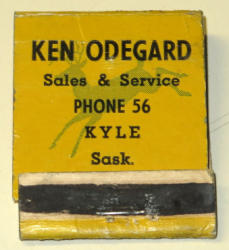 KEN ODEGARD
Sales & Service
PHONE 56
KYLE
Sask.